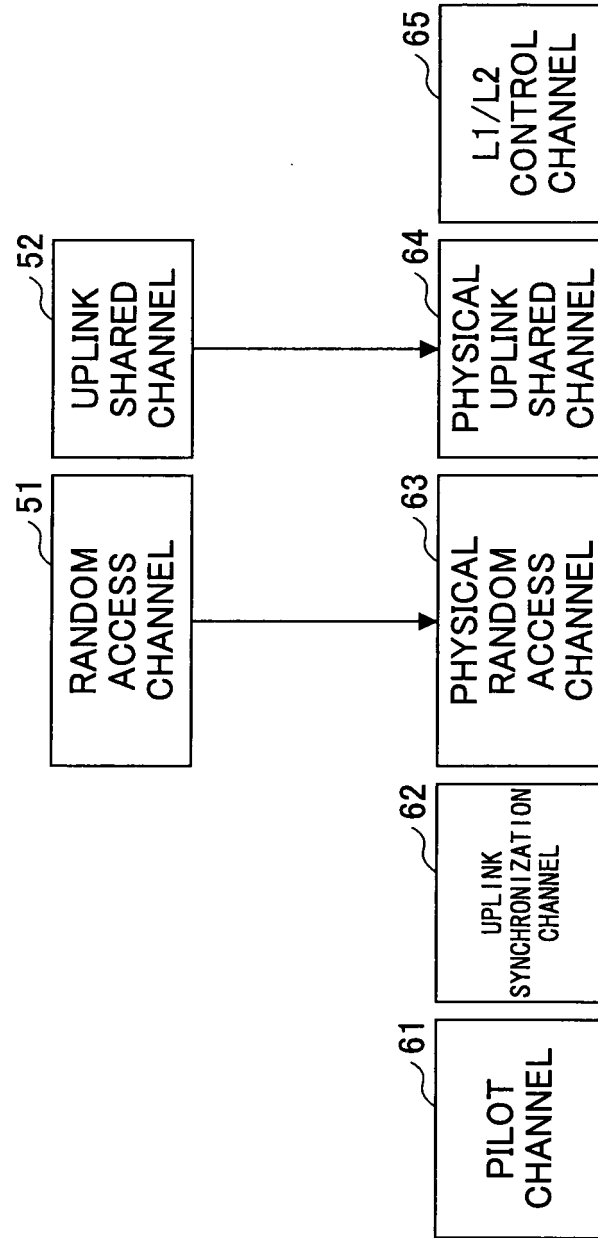 51
RANDOM
ACCESS
CHANNEL
52
UPLINK
SHARED
CHANNEL
61
PILOT
CHANNEL
62
UPLINK
SYNCHRONIZATION
CHANNEL
63
PHYSICAL
RANDOM
ACCESS
CHANNEL
64
PHYSICAL
UPLINK
SHARED
CHANNEL
65
L1/L2
CONTROL
CHANNEL